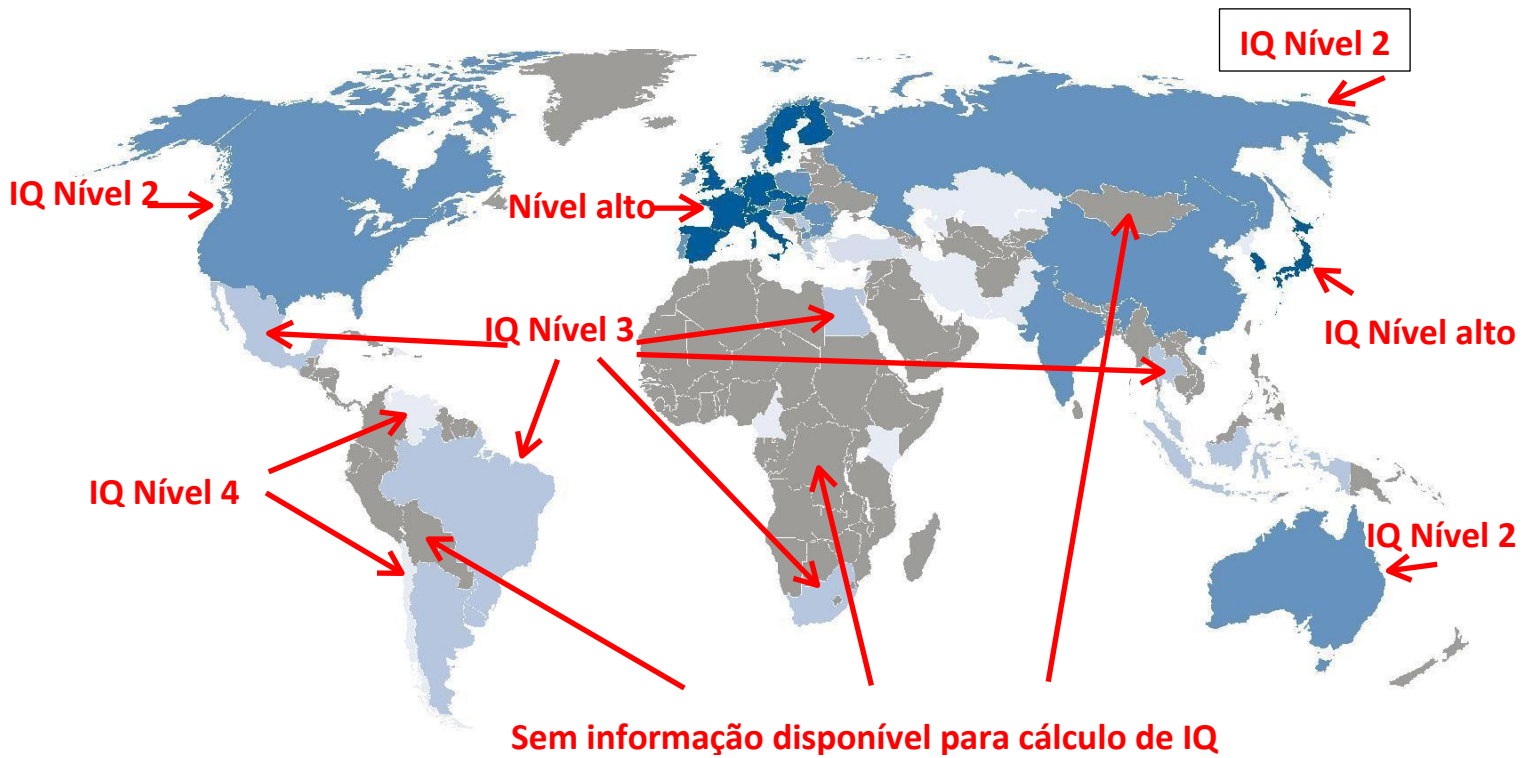 IQ Nível 2
IQ Nível 2
Nível alto
IQ Nível 3
IQ Nível alto
IQ Nível 4
IQ Nível 2
Sem informação disponível para cálculo de IQ